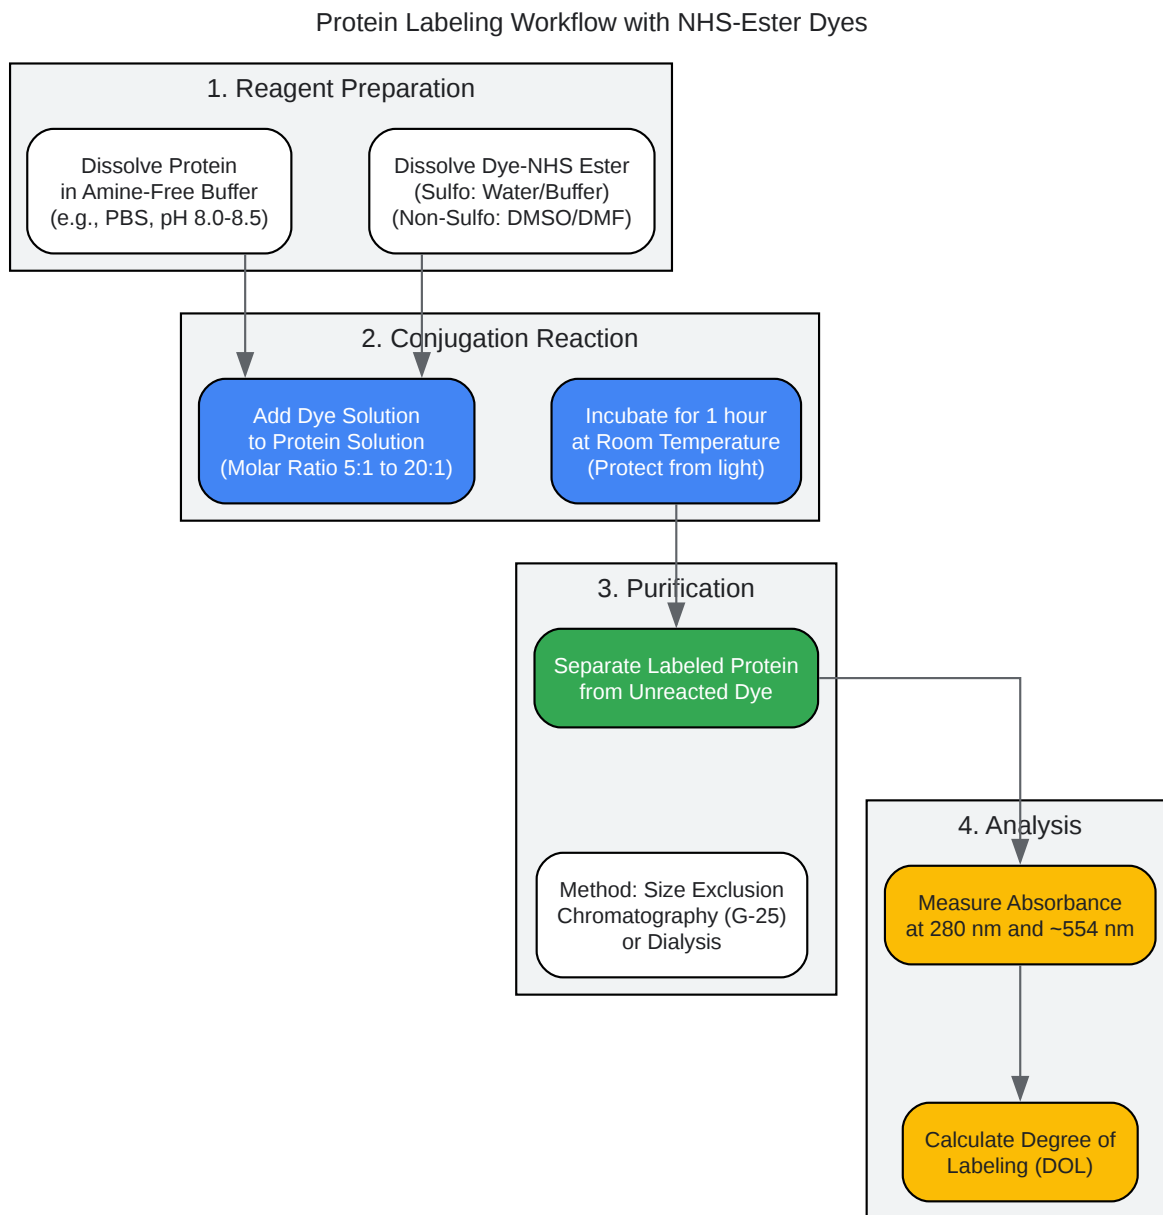 Protein Labeling Workflow with NHS-Ester Dyes
1. Reagent Preparation
Dissolve Protein
in Amine-Free Buffer
(e.g., PBS, pH 8.0-8.5)
Dissolve Dye-NHS Ester
(Sulfo: Water/Buffer)
(Non-Sulfo: DMSO/DMF)
2. Conjugation Reaction
Add Dye Solution
to Protein Solution
(Molar Ratio 5:1 to 20:1)
Incubate for 1 hour
at Room Temperature
(Protect from light)
3. Purification
Separate Labeled Protein
from Unreacted Dye
Method: Size Exclusion
Chromatography (G-25)
or Dialysis
4. Analysis
Measure Absorbance
at 280 nm and ~554 nm
Calculate Degree of
Labeling (DOL)